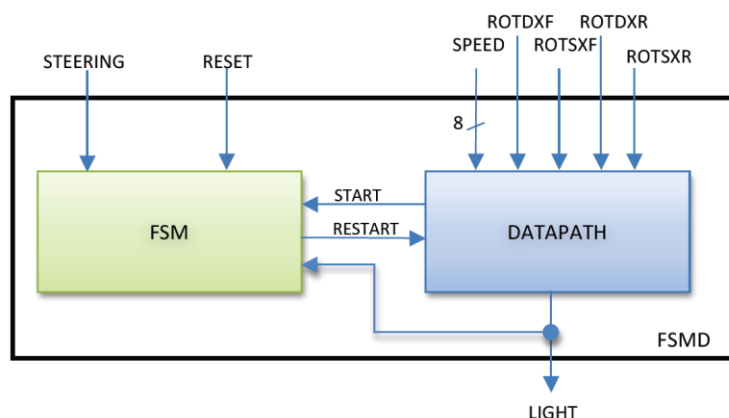 ROTDXF
ROTDXR
SPEED
ROTSXF
STEERING
RESET
ROTSXR
8
START
FSM
RESTART
DATAPATH
FSMD
LIGHT